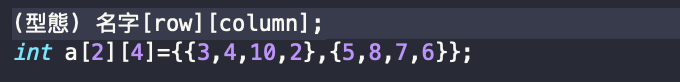 (型態) 名字[row][column];
int a[2][4]={{3,4,10,2},{5,8,7,6}};